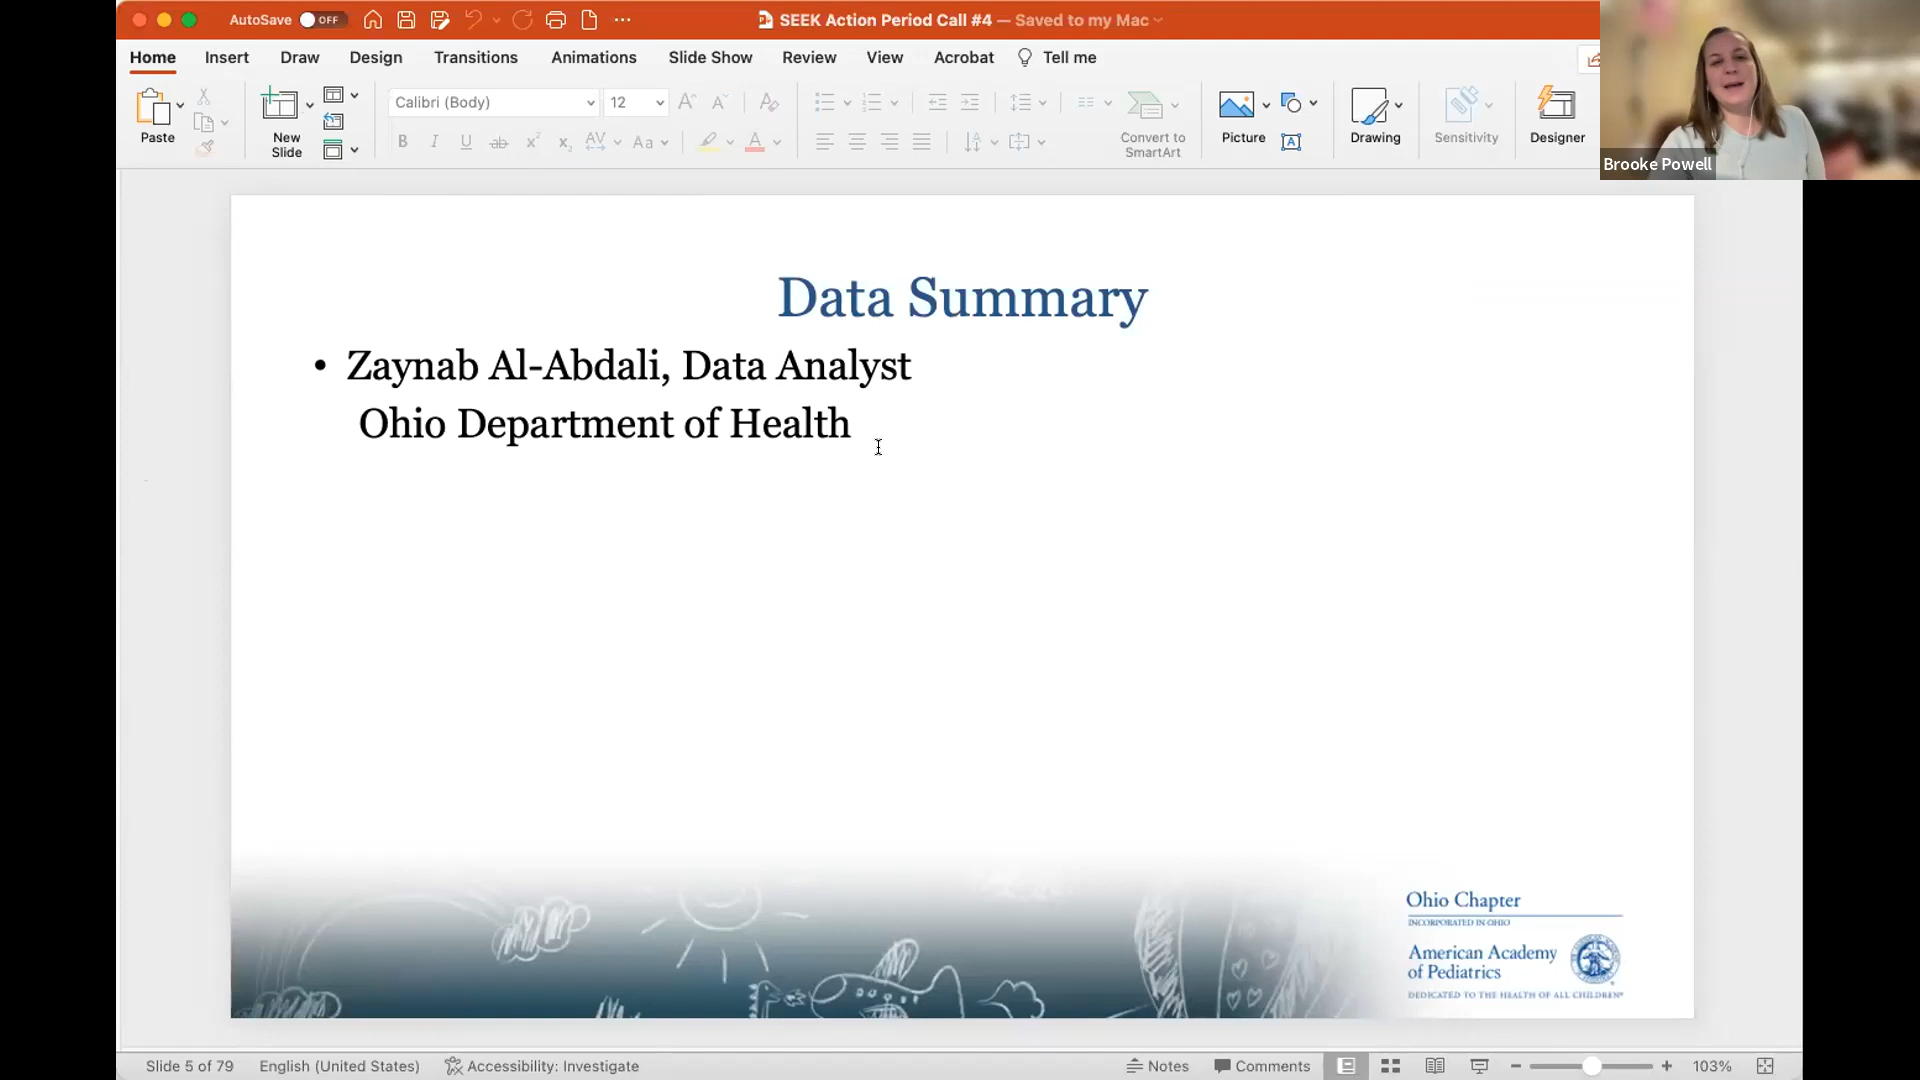 AutoSave OFF
SEEK Action Period Call #4 — Saved to my Mac
Home Insert Draw Design Transitions Animations Slide Show Review View Acrobat Tell me
Paste
New Slide
Calibri (Body) 12
Convert to SmartArt
Picture
Drawing
Sensitivity
Designer
Brooke Powell
Data Summary
• Zaynab Al-Abdali, Data Analyst
Ohio Department of Health
Ohio Chapter
INCORPORATED IN OHIO
American Academy
of Pediatrics
DEDICATED TO THE HEALTH OF ALL CHILDREN®
Slide 5 of 79 English (United States) Accessibility: Investigate Notes Comments 103%